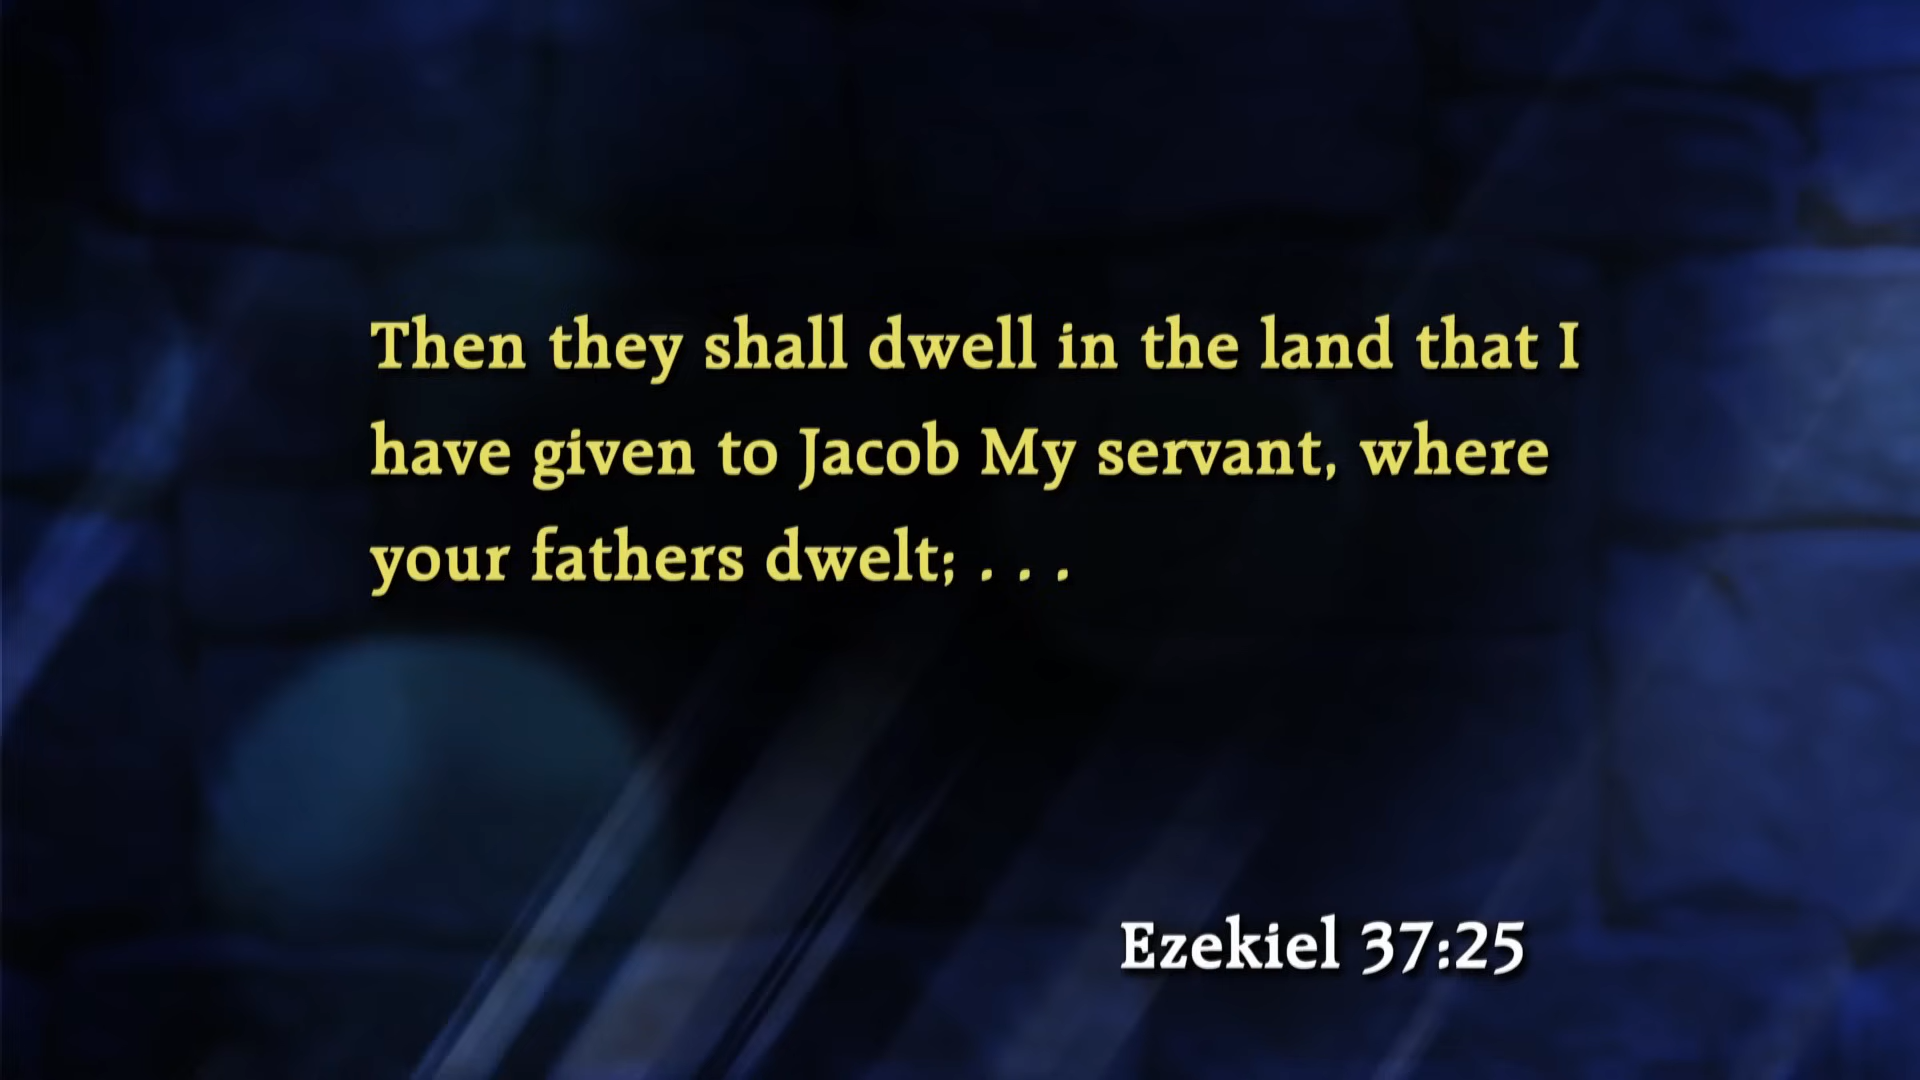 Then they shall dwell in the land that I
have given to Jacob My servant, where
your fathers dwelt; . . .
Ezekiel 37:25